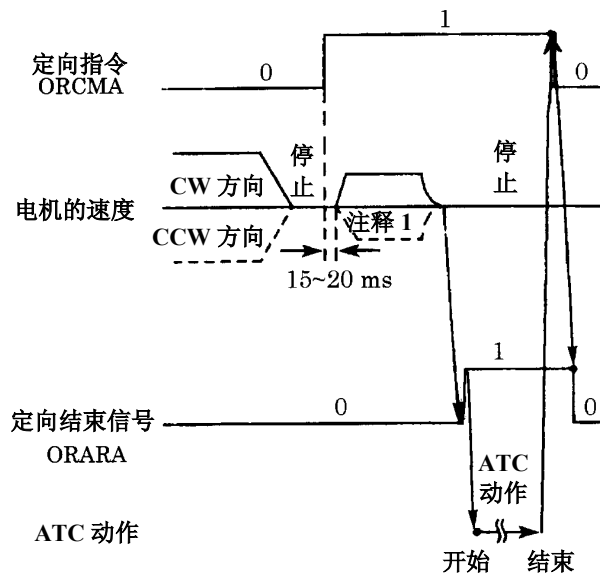 1
定向指令
ORCMA
0
0
停止
停止
CW 方向
电机的速度
注释 1
CCW 方向
15~20 ms
1
0
0
定向结束信号
ORARA
ATC
动作
ATC 动作
开始
结束